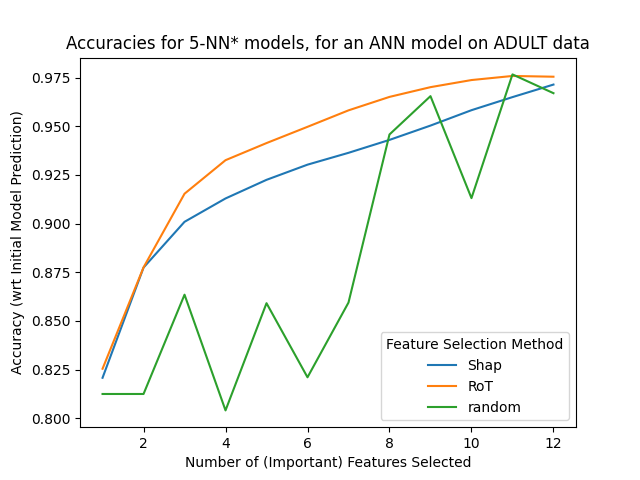 Accuracies for 5-NN* models, for an ANN model on ADULT data
Accuracy (wrt Initial Model Prediction)
0.975
0.950
0.925
0.900
0.875
0.850
0.825
0.800
Feature Selection Method
Shap
RoT
random
2
4
6
8
10
12
Number of (Important) Features Selected